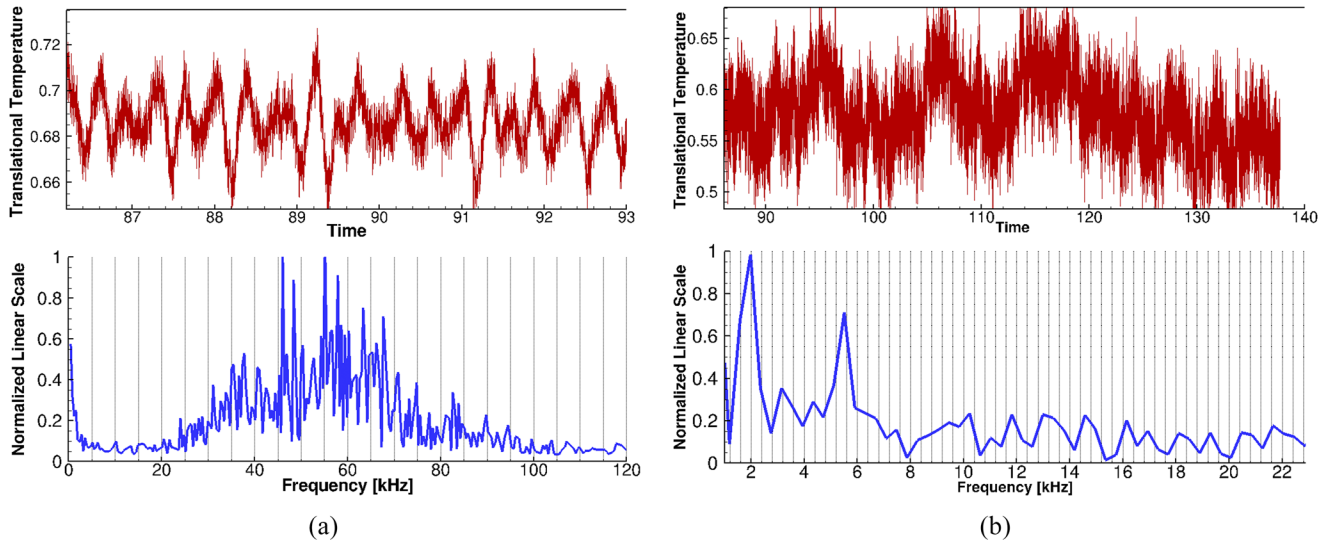 Translational Temperature
0.72
0.7
0.68
0.66
87 88 89 90 91 92 93
Time
Normalized Linear Scale
1
0.8
0.6
0.4
0.2
0
0 20 40 60 80 100 120
Frequency [kHz]
(a)
Translational Temperature
0.65
0.6
0.55
0.5
90 100 110 120 130 140
Time
Normalized Linear Scale
1
0.8
0.6
0.4
0.2
0
2 4 6 8 10 12 14 16 18 20 22
Frequency [kHz]
(b)